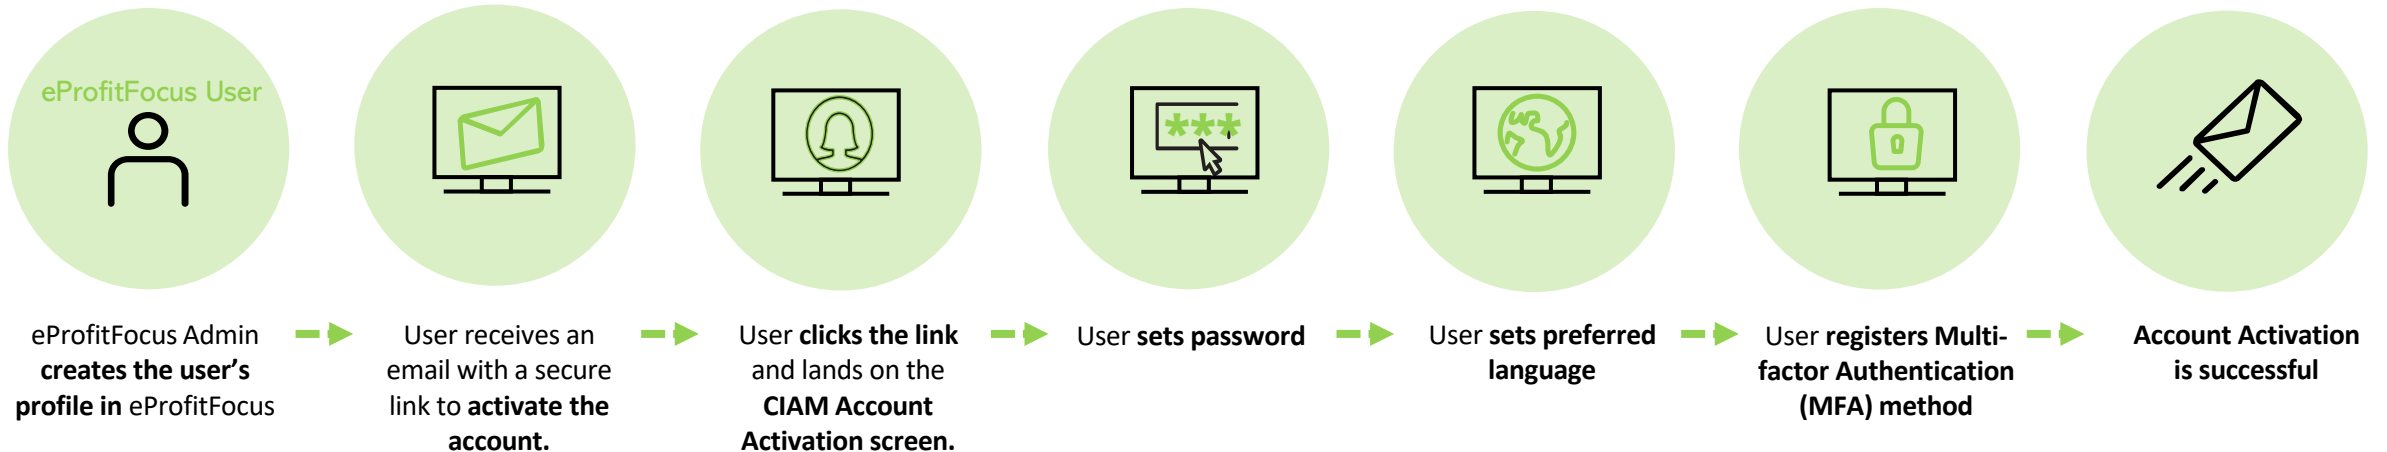 eProfitFocus User
***
eProfitFocus Admin
creates the user's
profile in eProfitFocus
User receives an
email with a secure
link to activate the
account.
User clicks the link
and lands on the
CIAM Account
Activation screen.
User sets password
User sets preferred
language
User registers Multi-
factor Authentication
(MFA) method
Account Activation
is successful